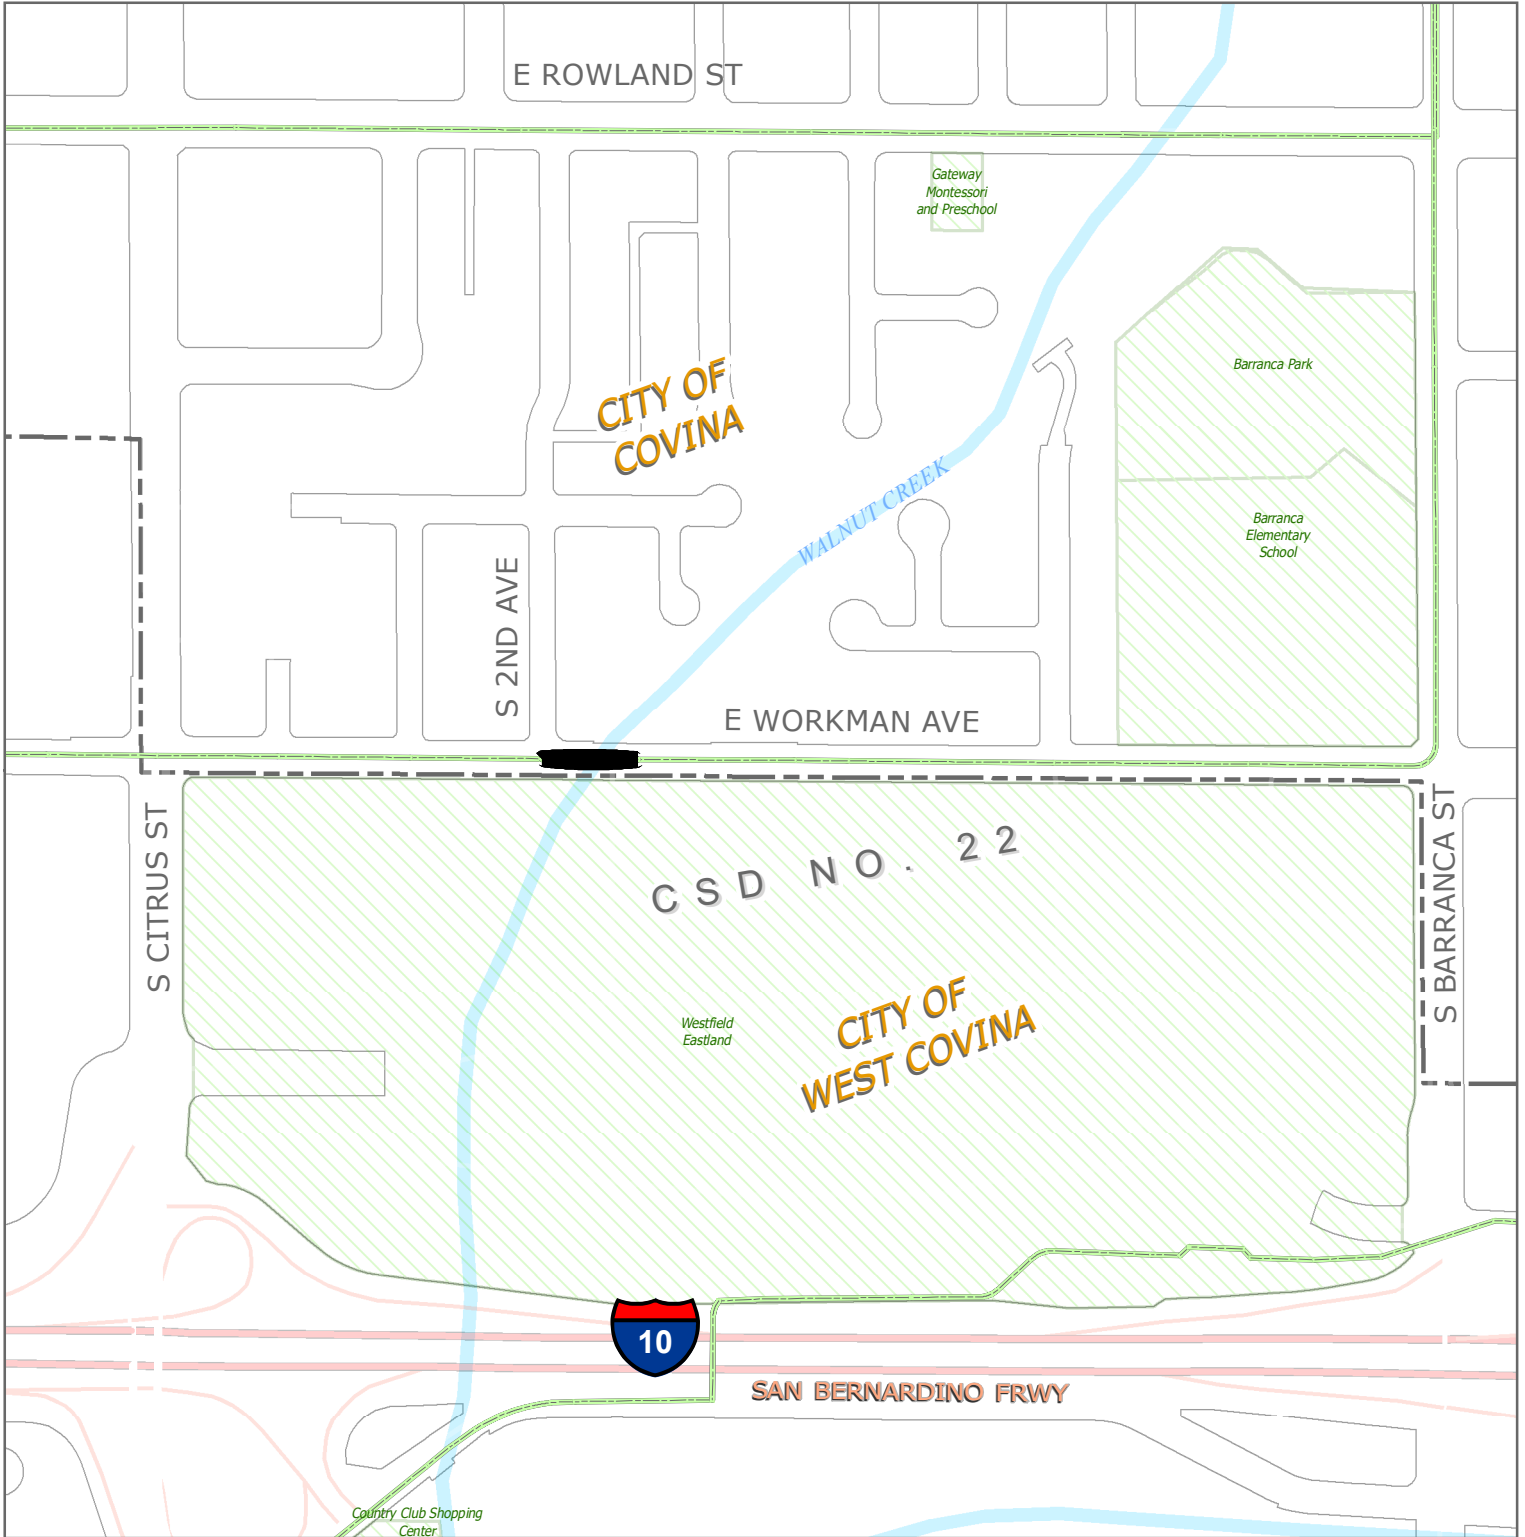 E ROWLAND ST
Gateway
Montessori
and Preschool
Barranca Park
CITY OF
COVINA
WALNUT CREEK
Barranca
Elementary
School
S 2ND AVE
E WORKMAN AVE
S CITRUS ST
S BARRANCA ST
CSD NO. 22
Westfield
Eastland
CITY OF
WEST COVINA
10
SAN BERNARDINO FRWY
Country Club Shopping
Center